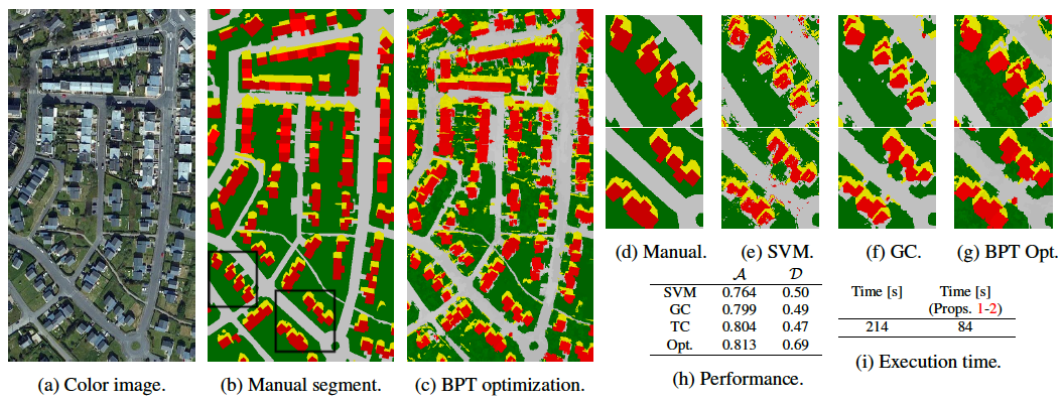 (a) Color image.
(b) Manual segment.
(c) BPT optimization.
(d) Manual.
(e) SVM.
(f) GC.
(g) BPT Opt.
A D
SVM 0.764 0.50
GC 0.799 0.49
TC 0.804 0.47
Opt. 0.813 0.69
(h) Performance.
Time [s] Time [s]
(Props. 1-2)
214 84
(i) Execution time.